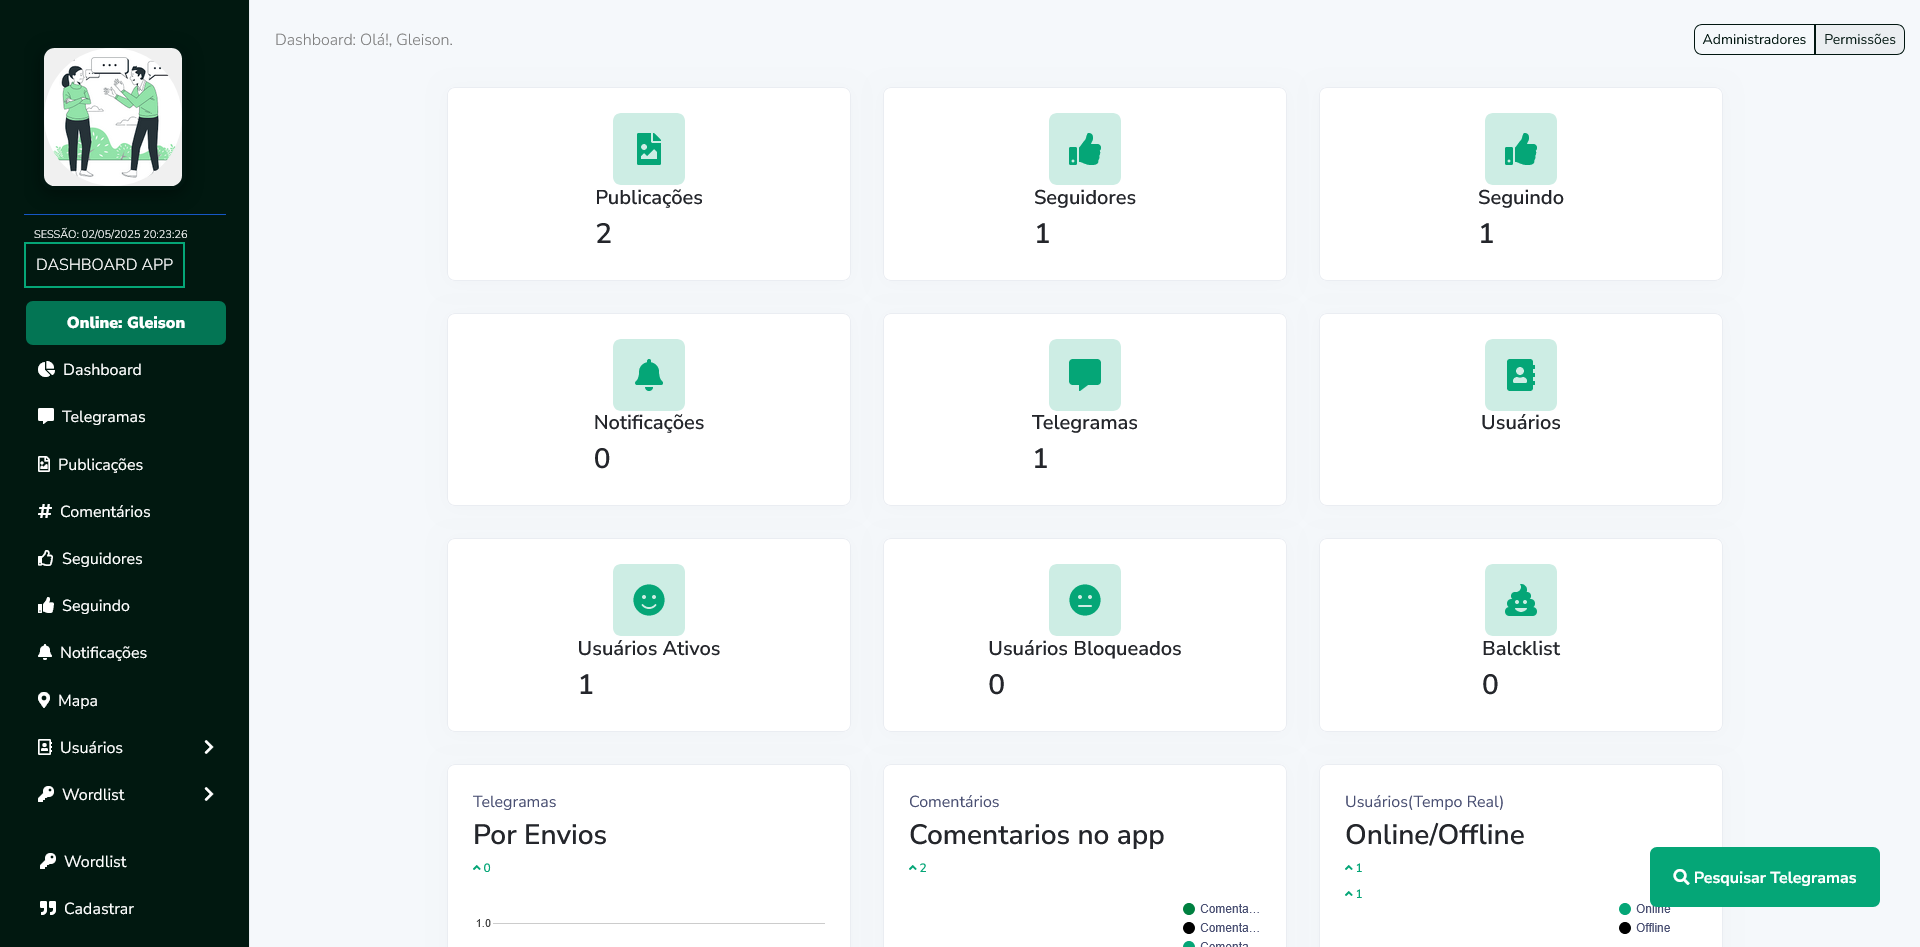 SESSÃO: 02/05/2025 20:23:26
DASHBOARD APP
Online: Gleison
Dashboard
Telegramas
Publicações
Comentários
Seguidores
Seguindo
Notificações
Mapa
Usuários
Wordlist
Wordlist
Cadastrar
Dashboard: Olá!, Gleison.
Administradores
Permissões
Publicações
2
Seguidores
1
Seguindo
1
Notificações
0
Telegramas
1
Usuários
Usuários Ativos
1
Usuários Bloqueados
0
Balcklist
0
Telegramas
Por Envios
0
1.0
Comentários
Comentarios no app
2
Comenta...
Comenta...
Comenta...
Usuários(Tempo Real)
Online/Offline
1
1
Online
Offline
Pesquisar Telegramas